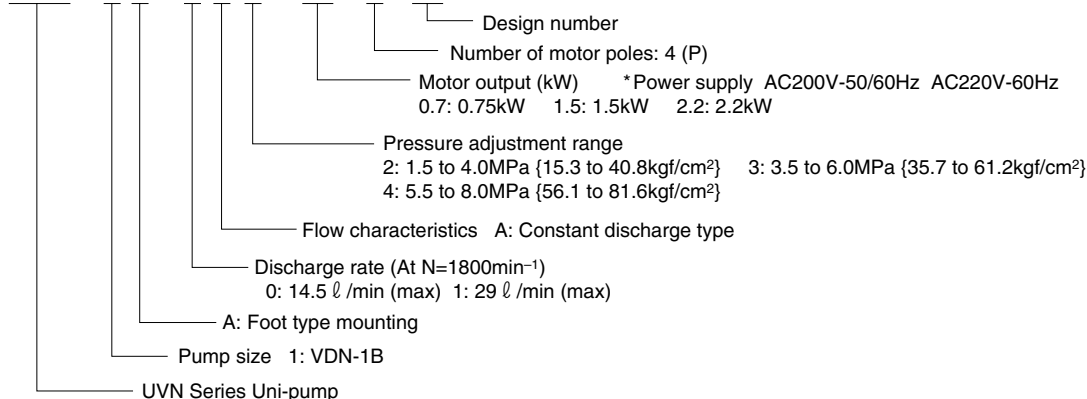 Design number
Number of motor poles: 4 (P)
Motor output (kW) *Power supply AC200V-50/60Hz AC220V-60Hz
0.7: 0.75kW 1.5: 1.5kW 2.2: 2.2kW
Pressure adjustment range
2: 1.5 to 4.0MPa {15.3 to 40.8kgf/cm²} 3: 3.5 to 6.0MPa {35.7 to 61.2kgf/cm²}
4: 5.5 to 8.0MPa {56.1 to 81.6kgf/cm²}
Flow characteristics A: Constant discharge type
Discharge rate (At N=1800min⁻¹)
0: 14.5 ℓ /min (max) 1: 29 ℓ /min (max)
A: Foot type mounting
Pump size 1: VDN-1B
UVN Series Uni-pump